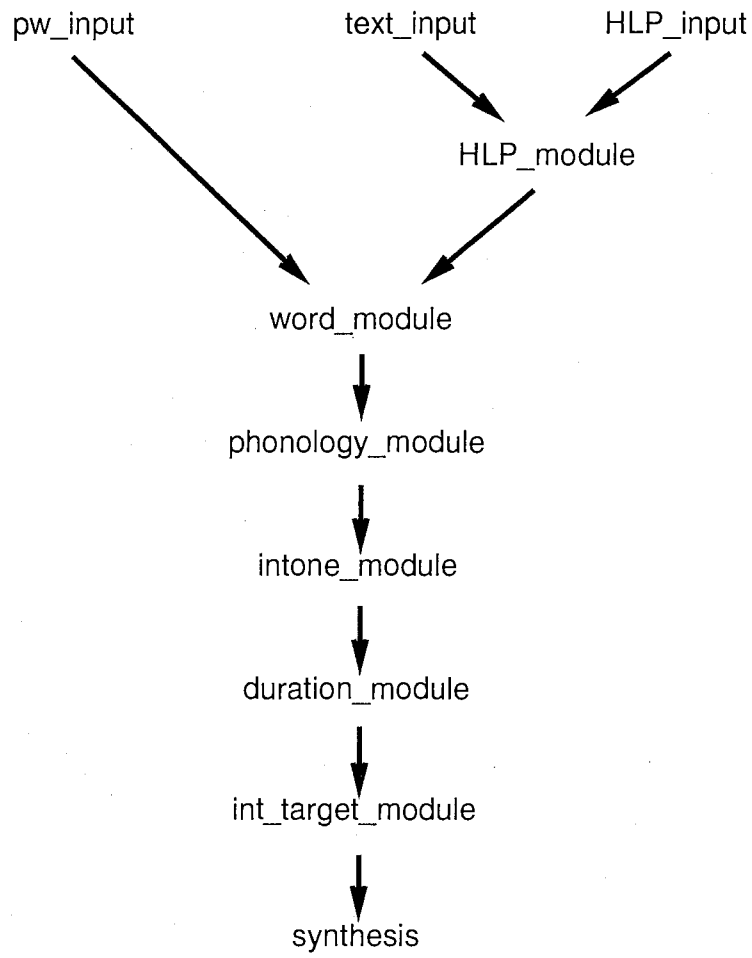 pw_input text_input HLP_input
HLP_module
word_module
phonology_module
intone_module
duration_module
int_target_module
synthesis